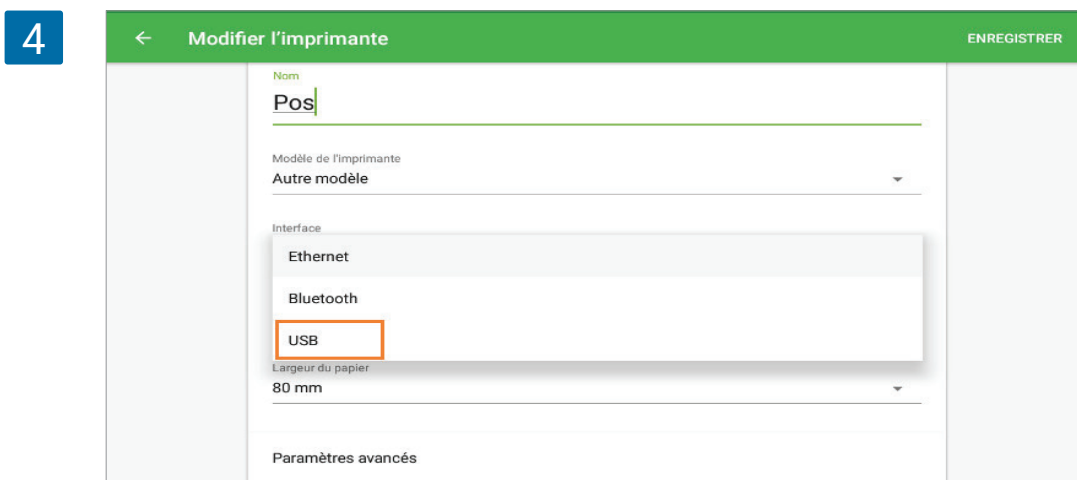 4
Modifier l'imprimante
ENREGISTRER
Nom
Pos
Modèle de l'imprimante
Autre modèle
Interface
Ethernet
Bluetooth
USB
Largeur du papier
80 mm
Paramètres avancés